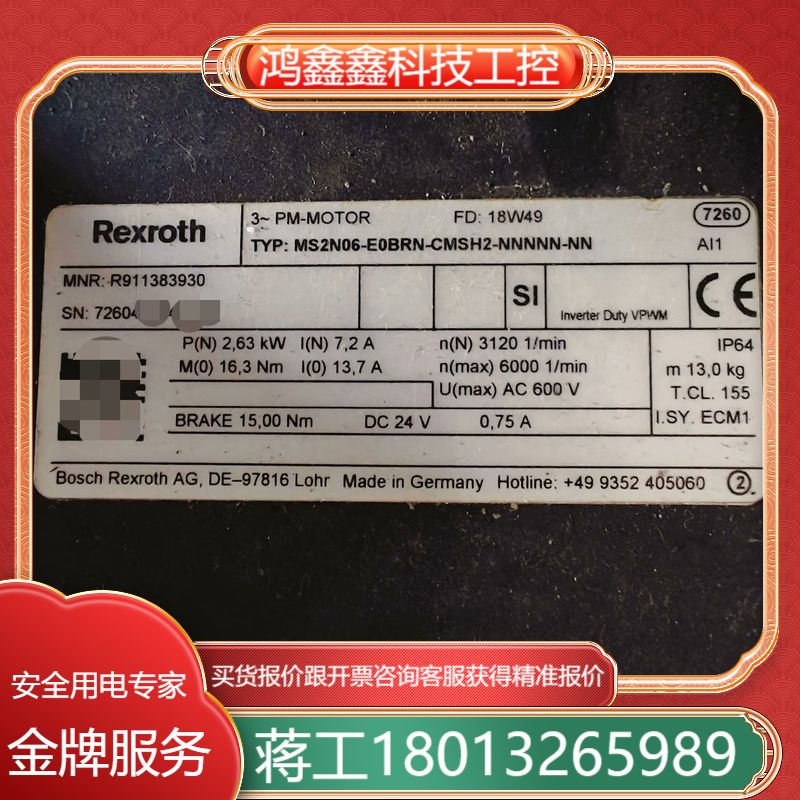 鸿鑫鑫科技工控
Rexroth
3~ PM-MOTOR FD: 18W49 7260
TYP: MS2N06-E0BRN-CMSH2-NNNNN-NN AI1
MNR: R911383930
SN: 7260
SI
Inverter Duty VPWM
CE
P(N) 2,63 kW I(N) 7,2 A n(N) 3120 1/min IP64
M(0) 16,3 Nm I(0) 13,7 A n(max) 6000 1/min m 13,0 kg
U(max) AC 600 V T.CL. 155
BRAKE 15,00 Nm DC 24 V 0,75 A I.SY. ECM1
Bosch Rexroth AG, DE-97816 Lohr Made in Germany Hotline: +49 9352 405060 2
买货报价跟开票咨询客服获得精准报价
安全用电专家
金牌服务
蒋工18013265989